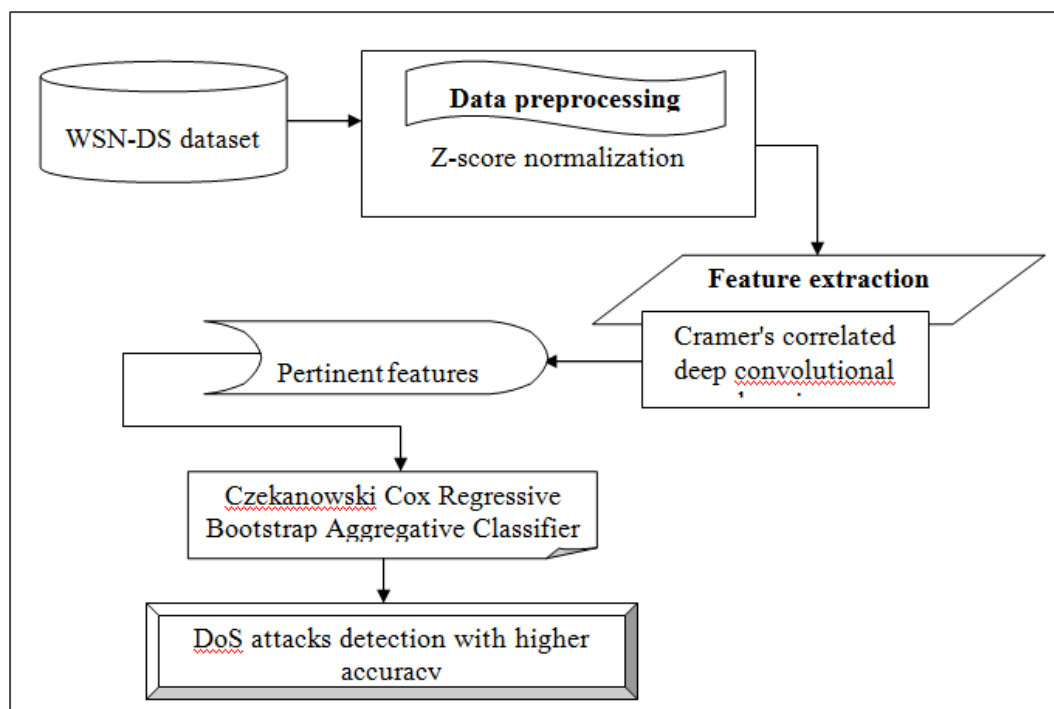 WSN-DS dataset
Data preprocessing
Z-score normalization
Feature extraction
Cramer's correlated
deep convolutional
Pertinent features
Czekanowski Cox Regressive
Bootstrap Aggregative Classifier
DoS attacks detection with higher
accuracy